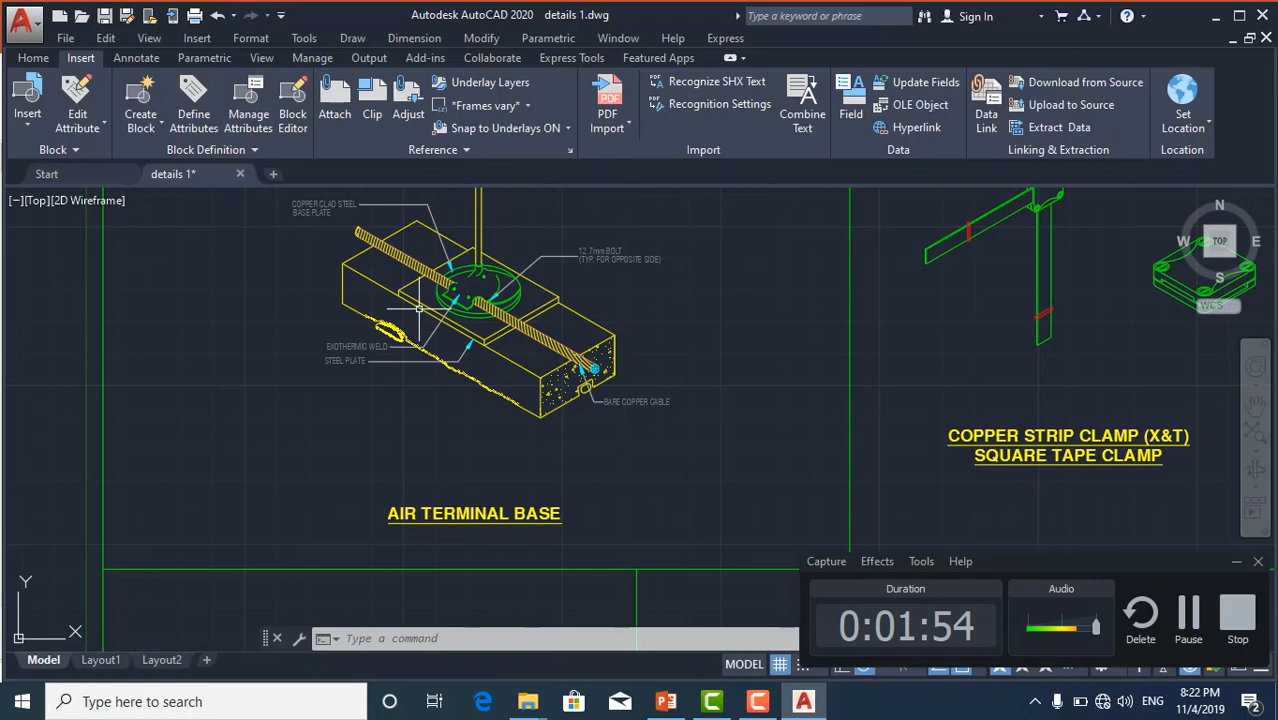 Autodesk AutoCAD 2020 details 1.dwg
Type a keyword or phrase
Sign In
File Edit View Insert Format Tools Draw Dimension Modify Parametric Window Help Express
Home Insert Annotate Parametric View Manage Output Add-ins Collaborate Express Tools Featured Apps
Insert
Edit Attribute
Create Block
Define Attributes
Manage Attributes
Block Editor
Attach
Clip
Adjust
Underlay Layers
*Frames vary*
Snap to Underlays ON
PDF
PDF Import
Recognize SHX Text
Recognition Settings
Combine Text
Field
Update Fields
OLE Object
Hyperlink
Data Link
Download from Source
Upload to Source
Extract Data
Set Location
Block Block Definition Reference Import Data Linking & Extraction Location
Start details 1*
[−][Top][2D Wireframe]
COPPER CLAD STEEL
BASE PLATE
12.7mm BOLT
(TYP. FOR OPPOSITE SIDE)
EXOTHERMIC WELD
STEEL PLATE
BARE COPPER CABLE
AIR TERMINAL BASE
COPPER STRIP CLAMP (X&T)
SQUARE TAPE CLAMP
N
W TOP E
S
WCS
Y
X
Capture Effects Tools Help
Duration
0:01:54
Audio
Delete Pause Stop
Type a command
Model Layout1 Layout2
MODEL
Type here to search
ENG
8:22 PM
11/4/2019
2